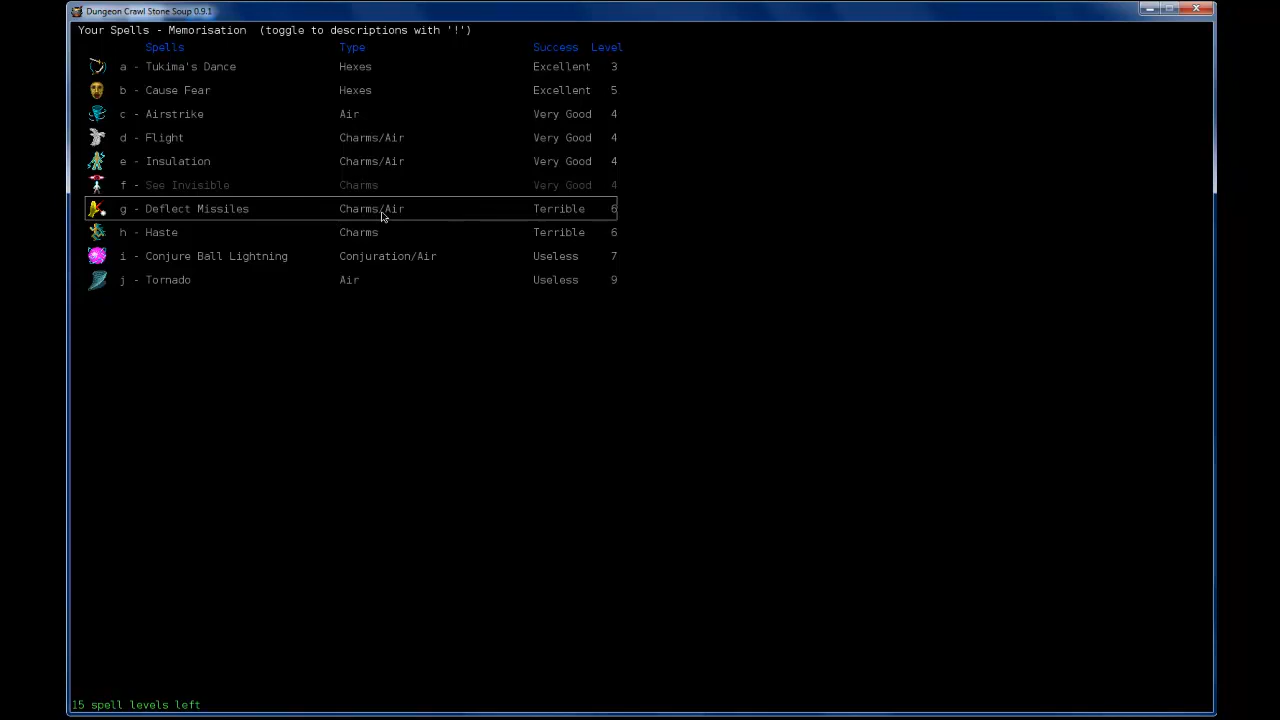 Dungeon Crawl Stone Soup 0.9.1
Your Spells - Memorisation (toggle to descriptions with '!')
Spells Type Success Level
a - Tukima's Dance Hexes Excellent 3
b - Cause Fear Hexes Excellent 5
c - Airstrike Air Very Good 4
d - Flight Charms/Air Very Good 4
e - Insulation Charms/Air Very Good 4
f - See Invisible Charms Very Good 4
g - Deflect Missiles Charms/Air Terrible 6
h - Haste Charms Terrible 6
i - Conjure Ball Lightning Conjuration/Air Useless 7
j - Tornado Air Useless 9
15 spell levels left